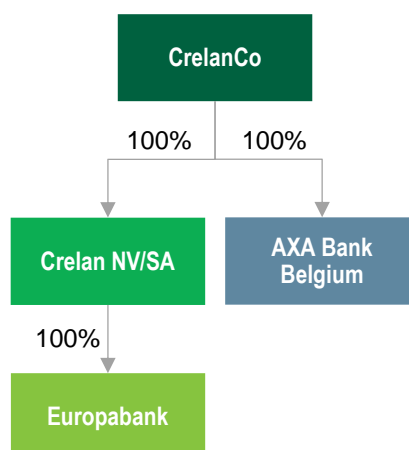 CrelanCo
100%
100%
Crelan NV/SA
AXA Bank
Belgium
100%
Europabank